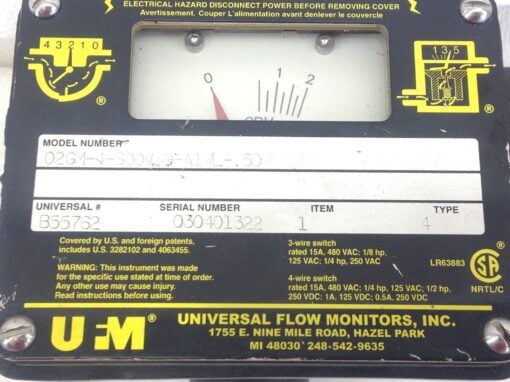 ELECTRICAL HAZARD DISCONNECT POWER BEFORE REMOVING COVER
Avertissement. Couper L'alimentation avant denlever le couvercle
4 3 2 1 0
0 1 2
1 3 5
®
®
MODEL NUMBER
UNIVERSAL # SERIAL NUMBER ITEM TYPE
B55762 030401322 1 4
Covered by U.S. and foreign patents,
includes U.S. 3282102 and 4063455.
WARNING: This instrument was made
for the specific use stated at time of order.
Any other use may cause injury.
Read instructions before using.
3-wire switch
rated 15A, 480 VAC; 1/8 hp.
125 VAC; 1/4 hp, 250 VAC
4-wire switch
rated 15A, 480 VAC; 1/4 hp. 125 VAC; 1/2 hp.
250 VDC; 1A. 125 VDC; 0.5A. 250 VDC
LR63883
NRTL/C
UFM®
UNIVERSAL FLOW MONITORS, INC.
1755 E. NINE MILE ROAD, HAZEL PARK
MI 48030 248-542-9635